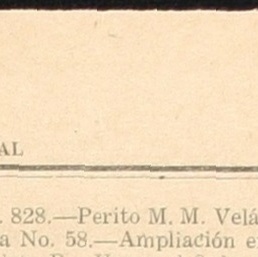 AL
. 828.—Perito M. M. Velá
a No. 58.—Ampliación e